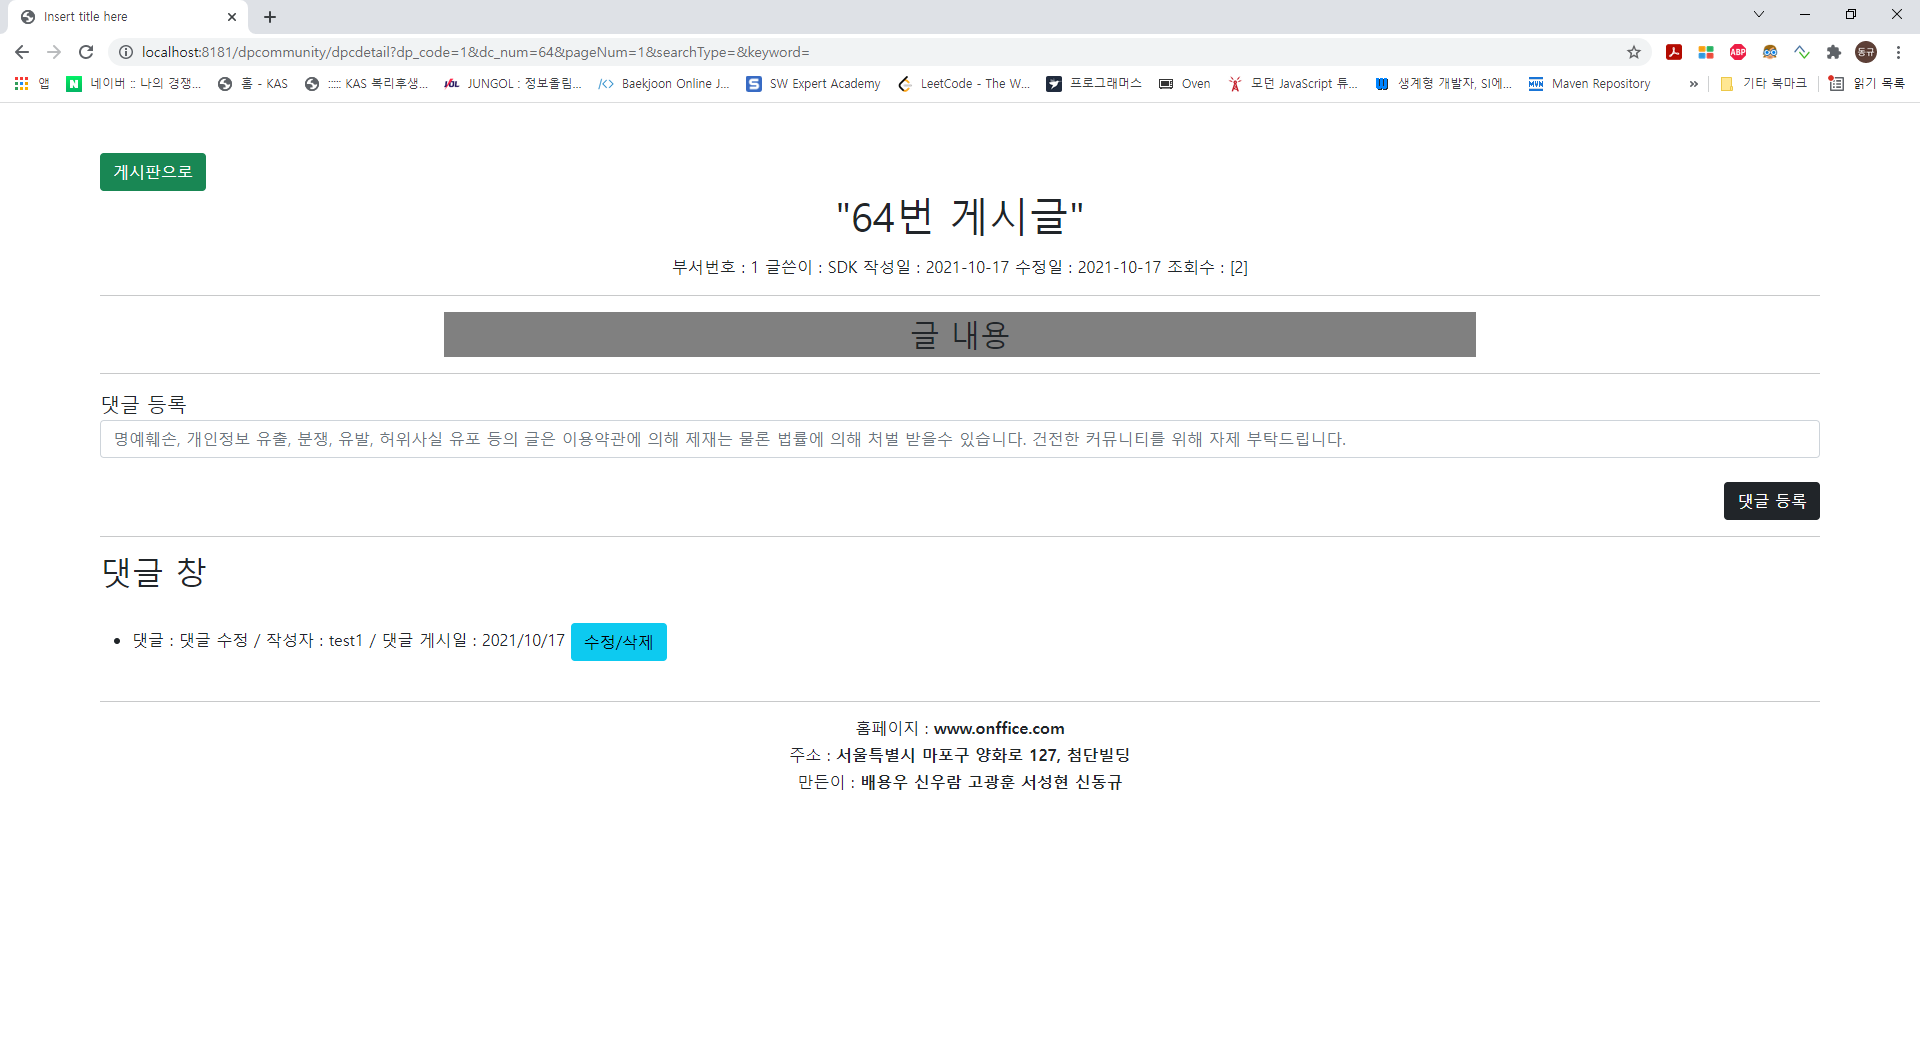 Insert title here
localhost:8181/dpcommunity/dpcdetail?dp_code=1&dc_num=64&pageNum=1&searchType=&keyword=
ABP 동규
앱 N 네이버 :: 나의 경쟁... 홈 - KAS ::::: KAS 복리후생... JOL JUNGOL : 정보올림... /<> Baekjoon Online J... S SW Expert Academy LeetCode - The W... 프로그래머스 Oven 모던 JavaScript 튜... 생계형 개발자, SI에... MVN Maven Repository » 기타 북마크 읽기 목록
게시판으로
"64번 게시글"
부서번호 : 1 글쓴이 : SDK 작성일 : 2021-10-17 수정일 : 2021-10-17 조회수 : [2]
글 내용
댓글 등록
명예훼손, 개인정보 유출, 분쟁, 유발, 허위사실 유포 등의 글은 이용약관에 의해 제재는 물론 법률에 의해 처벌 받을수 있습니다. 건전한 커뮤니티를 위해 자제 부탁드립니다.
댓글 등록
댓글 창
• 댓글 : 댓글 수정 / 작성자 : test1 / 댓글 게시일 : 2021/10/17 수정/삭제
홈페이지 : www.onffice.com
주소 : 서울특별시 마포구 양화로 127, 첨단빌딩
만든이 : 배용우 신우람 고광훈 서성현 신동규